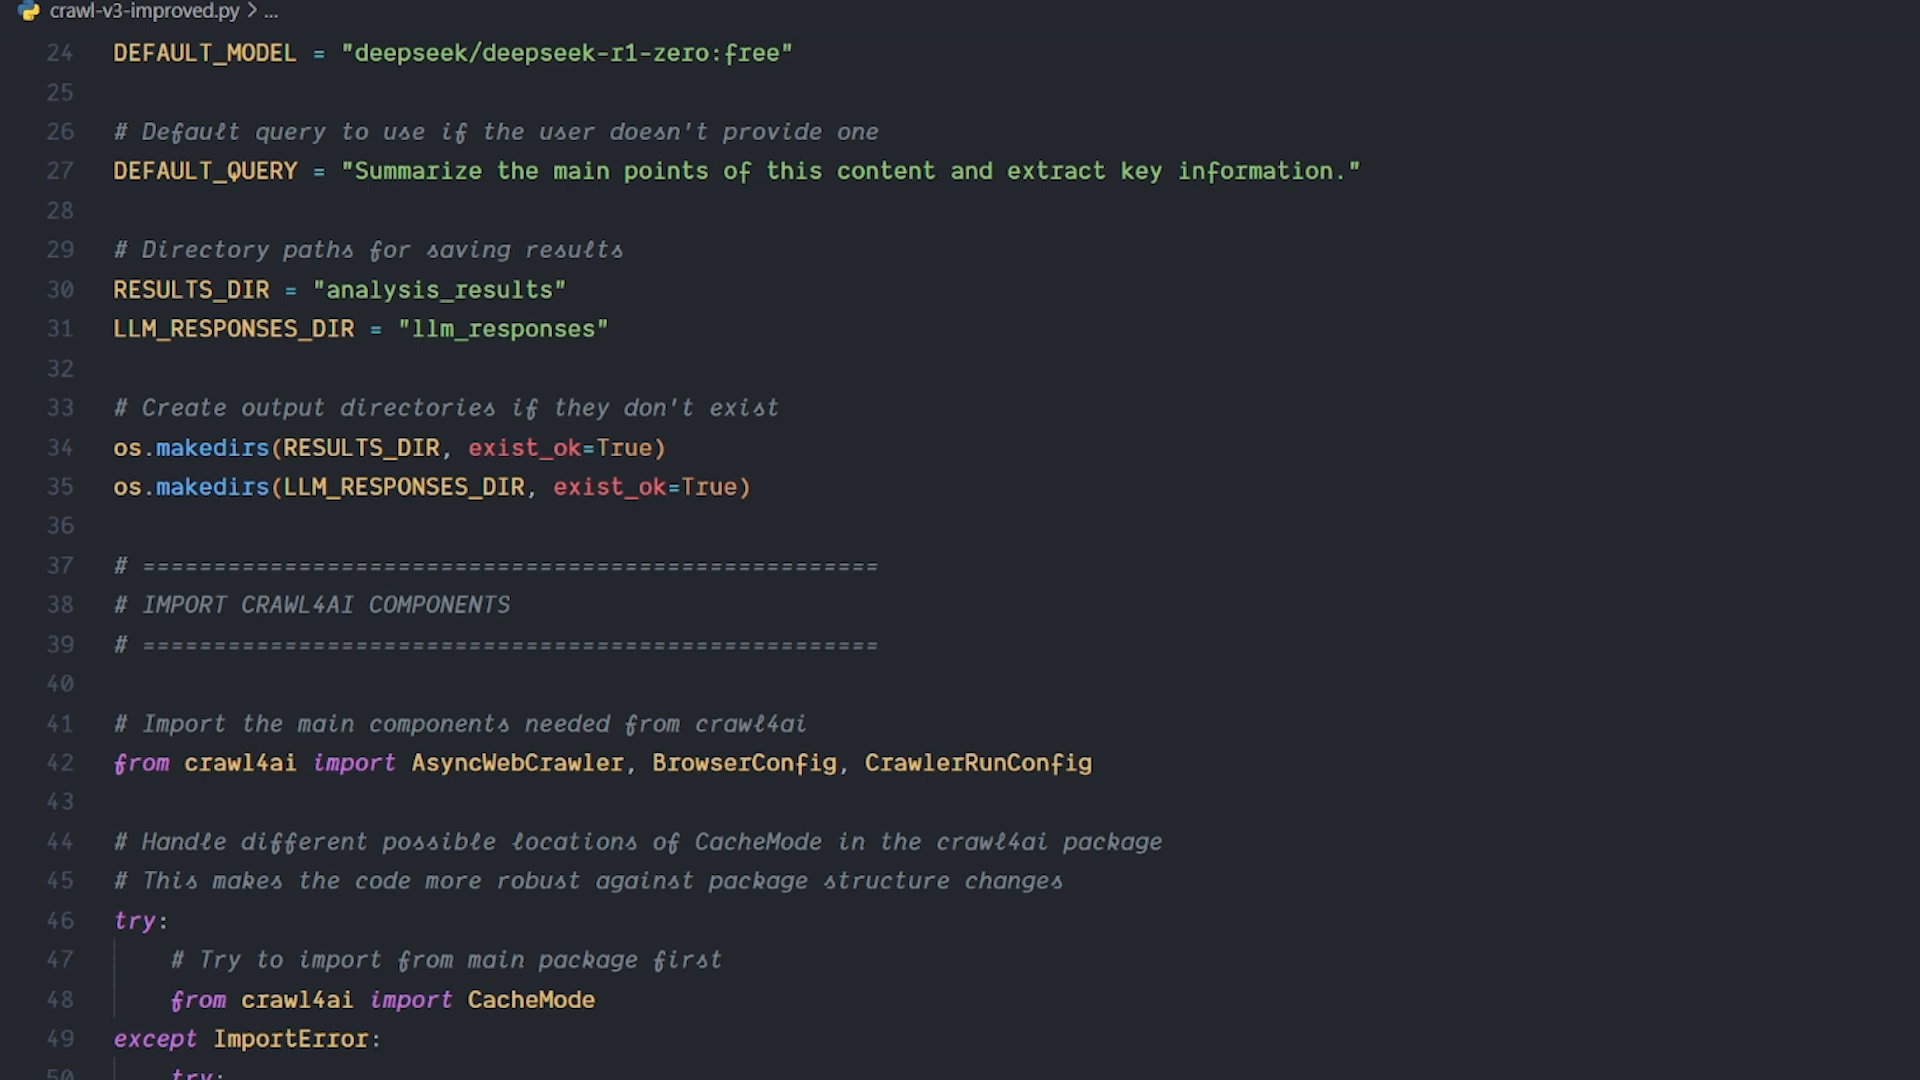 crawl-v3-improved.py > ...
24 DEFAULT_MODEL = "deepseek/deepseek-r1-zero:free"
25
26 # Default query to use if the user doesn't provide one
27 DEFAULT_QUERY = "Summarize the main points of this content and extract key information."
28
29 # Directory paths for saving results
30 RESULTS_DIR = "analysis_results"
31 LLM_RESPONSES_DIR = "llm_responses"
32
33 # Create output directories if they don't exist
34 os.makedirs(RESULTS_DIR, exist_ok=True)
35 os.makedirs(LLM_RESPONSES_DIR, exist_ok=True)
36
37 # ====================================================
38 # IMPORT CRAWL4AI COMPONENTS
39 # ====================================================
40
41 # Import the main components needed from crawl4ai
42 from crawl4ai import AsyncWebCrawler, BrowserConfig, CrawlerRunConfig
43
44 # Handle different possible locations of CacheMode in the crawl4ai package
45 # This makes the code more robust against package structure changes
46 try:
47     # Try to import from main package first
48     from crawl4ai import CacheMode
49 except ImportError:
50     try: